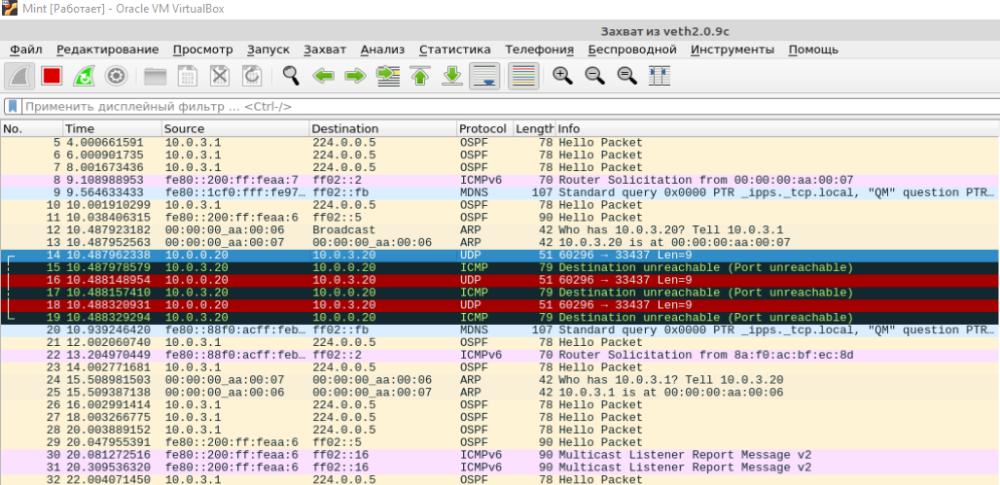 Mint [Работает] - Oracle VM VirtualBox
Захват из veth2.0.9c
Файл Редактирование Просмотр Запуск Захват Анализ Статистика Телефония Беспроводной Инструменты Помощь
Применить дисплейный фильтр ... <Ctrl-/>
No. Time Source Destination Protocol Length Info
5 4.000661591 10.0.3.1 224.0.0.5 OSPF 78 Hello Packet
6 6.000901735 10.0.3.1 224.0.0.5 OSPF 78 Hello Packet
7 8.001673436 10.0.3.1 224.0.0.5 OSPF 78 Hello Packet
8 9.108988953 fe80::200:ff:feaa:7 ff02::2 ICMPv6 70 Router Solicitation from 00:00:00:aa:00:07
9 9.564633433 fe80::1cf0:fff:fe97… ff02::fb MDNS 107 Standard query 0x0000 PTR _ipps._tcp.local, "QM" question PTR…
10 10.001910299 10.0.3.1 224.0.0.5 OSPF 78 Hello Packet
11 10.038406315 fe80::200:ff:feaa:6 ff02::5 OSPF 90 Hello Packet
12 10.487923182 00:00:00_aa:00:06 Broadcast ARP 42 Who has 10.0.3.20? Tell 10.0.3.1
13 10.487952563 00:00:00_aa:00:07 00:00:00_aa:00:06 ARP 42 10.0.3.20 is at 00:00:00:aa:00:07
14 10.487962338 10.0.0.20 10.0.3.20 UDP 51 60296 → 33437 Len=9
15 10.487978579 10.0.3.20 10.0.0.20 ICMP 79 Destination unreachable (Port unreachable)
16 10.488148954 10.0.0.20 10.0.3.20 UDP 51 60296 → 33437 Len=9
17 10.488157410 10.0.3.20 10.0.0.20 ICMP 79 Destination unreachable (Port unreachable)
18 10.488320931 10.0.0.20 10.0.3.20 UDP 51 60296 → 33437 Len=9
19 10.488329294 10.0.3.20 10.0.0.20 ICMP 79 Destination unreachable (Port unreachable)
20 10.939246420 fe80::88f0:acff:feb… ff02::fb MDNS 107 Standard query 0x0000 PTR _ipps._tcp.local, "QM" question PTR…
21 12.002060740 10.0.3.1 224.0.0.5 OSPF 78 Hello Packet
22 13.204970449 fe80::88f0:acff:feb… ff02::2 ICMPv6 70 Router Solicitation from 8a:f0:ac:bf:ec:8d
23 14.002771681 10.0.3.1 224.0.0.5 OSPF 78 Hello Packet
24 15.508981503 00:00:00_aa:00:07 00:00:00_aa:00:06 ARP 42 Who has 10.0.3.1? Tell 10.0.3.20
25 15.509387138 00:00:00_aa:00:06 00:00:00_aa:00:07 ARP 42 10.0.3.1 is at 00:00:00:aa:00:06
26 16.002991414 10.0.3.1 224.0.0.5 OSPF 78 Hello Packet
27 18.003266775 10.0.3.1 224.0.0.5 OSPF 78 Hello Packet
28 20.003889152 10.0.3.1 224.0.0.5 OSPF 78 Hello Packet
29 20.047955391 fe80::200:ff:feaa:6 ff02::5 OSPF 90 Hello Packet
30 20.081272516 fe80::200:ff:feaa:6 ff02::16 ICMPv6 90 Multicast Listener Report Message v2
31 20.309536320 fe80::200:ff:feaa:6 ff02::16 ICMPv6 90 Multicast Listener Report Message v2
32 22.004071450 10.0.3.1 224.0.0.5 OSPF 78 Hello Packet